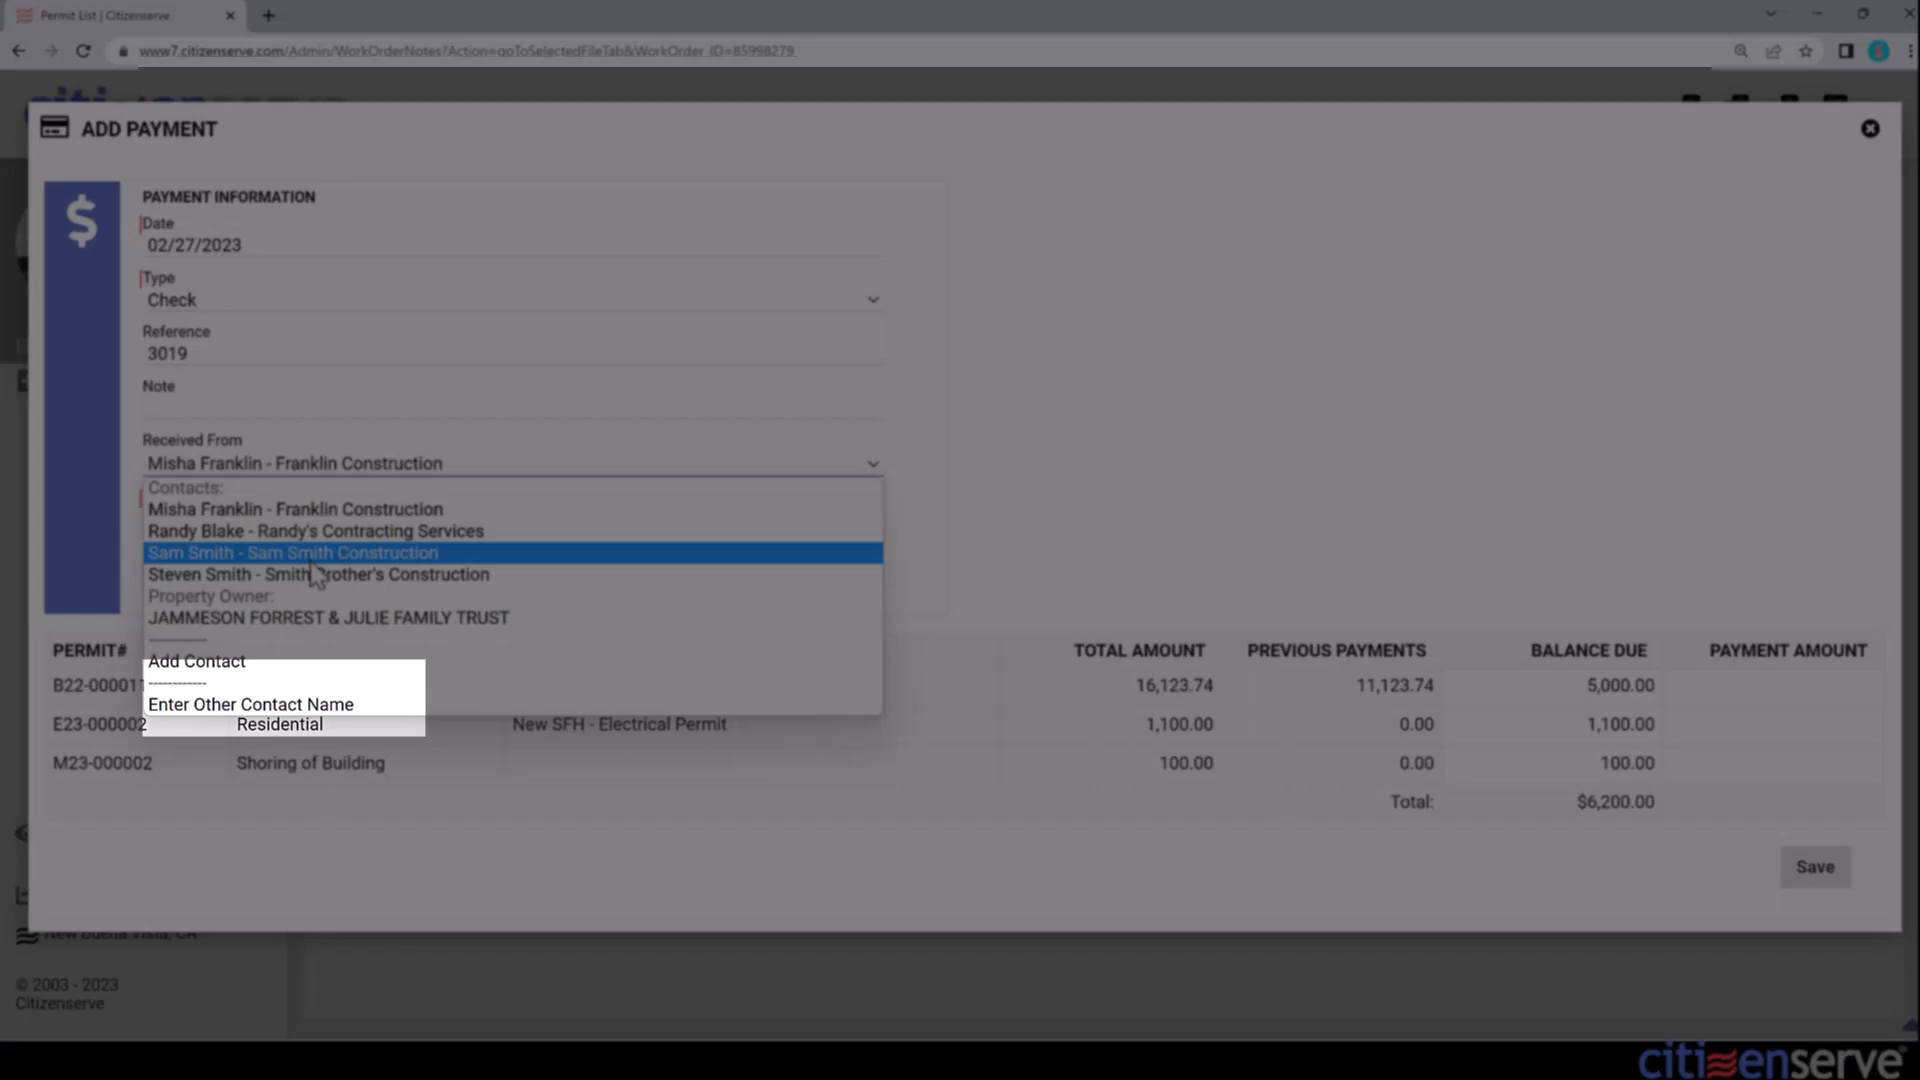 Permit List | Citizenserve
www7.citizenserve.com/Admin/WorkOrderNotes?Action=goToSelectedFileTab&WorkOrder_ID=85998279
ADD PAYMENT
PAYMENT INFORMATION
Date
02/27/2023
Type
Check
Reference
3019
Note
Received From
Misha Franklin - Franklin Construction
Contacts:
Misha Franklin - Franklin Construction
Randy Blake - Randy's Contracting Services
Sam Smith - Sam Smith Construction
Steven Smith - Smith Brother's Construction
Property Owner:
JAMMESON FORREST & JULIE FAMILY TRUST
------------
Add Contact
------------
Enter Other Contact Name
PERMIT# TOTAL AMOUNT PREVIOUS PAYMENTS BALANCE DUE PAYMENT AMOUNT
B22-000011 16,123.74 11,123.74 5,000.00
E23-000002 Residential New SFH - Electrical Permit 1,100.00 0.00 1,100.00
M23-000002 Shoring of Building 100.00 0.00 100.00
Total: $6,200.00
Save
New Buena Vista, CA
© 2003 - 2023
Citizenserve
citizenserve